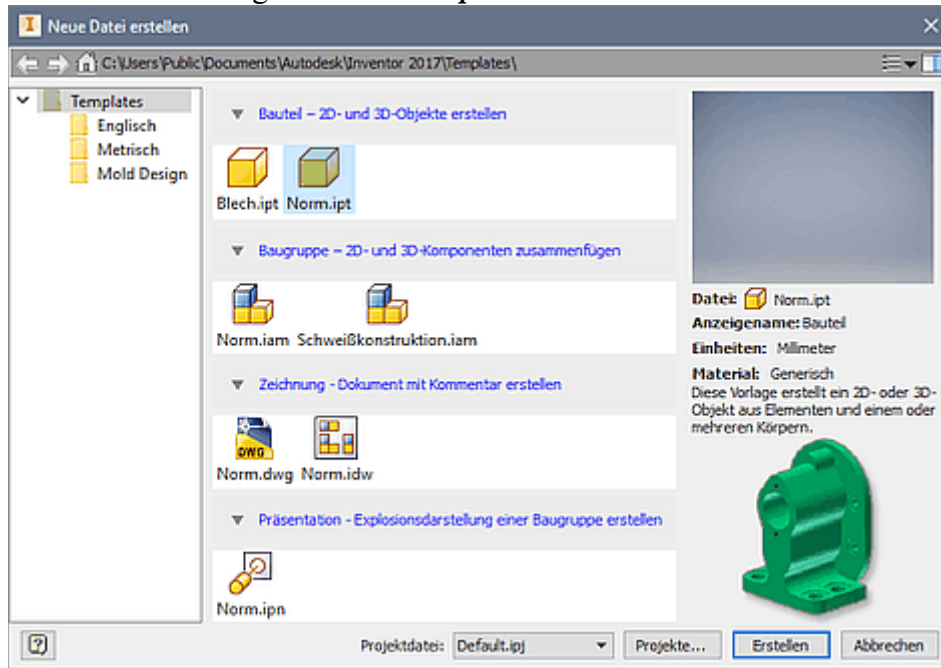 Neue Datei erstellen
C:\Users\Public\Documents\Autodesk\Inventor 2017\Templates\
Templates
Englisch
Metrisch
Mold Design
Bauteil – 2D- und 3D-Objekte erstellen
Blech.ipt Norm.ipt
Baugruppe – 2D- und 3D-Komponenten zusammenfügen
Norm.iam Schweißkonstruktion.iam
Zeichnung - Dokument mit Kommentar erstellen
DWG
Norm.dwg Norm.idw
Präsentation - Explosionsdarstellung einer Baugruppe erstellen
Norm.ipn
Datei: Norm.ipt
Anzeigename: Bauteil
Einheiten: Millimeter
Material: Generisch
Diese Vorlage erstellt ein 2D- oder 3D-
Objekt aus Elementen und einem oder
mehreren Körpern.
Projektdatei: Default.ipj
Projekte...
Erstellen
Abbrechen